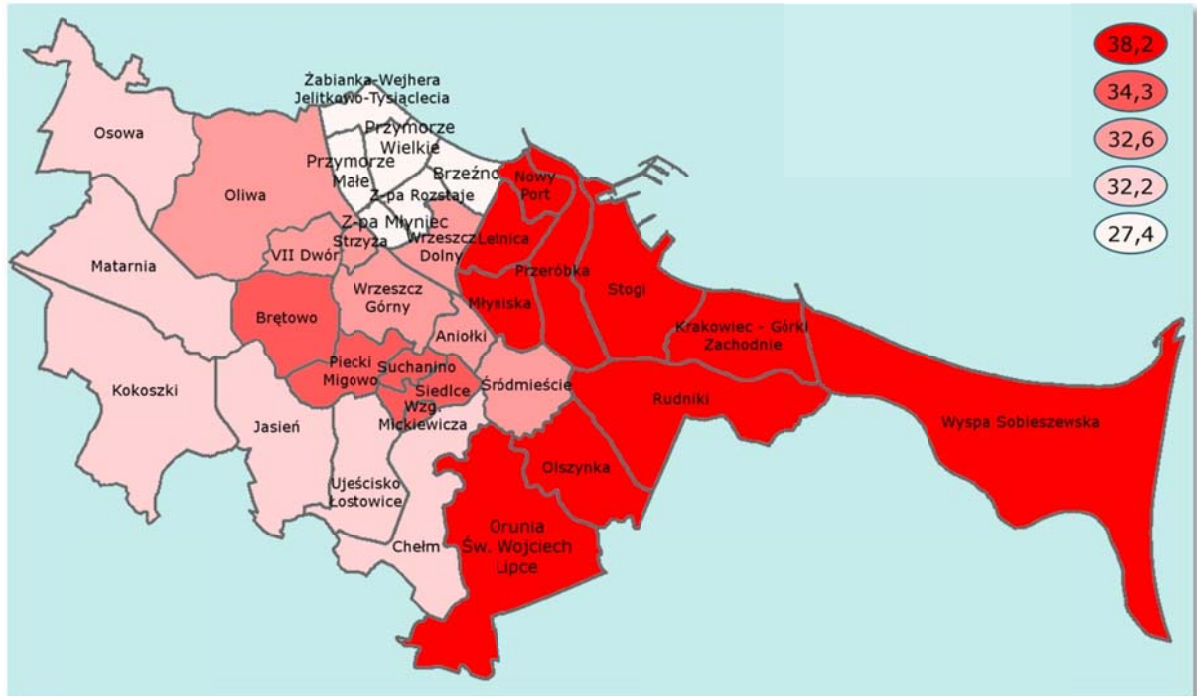 38,2
34,3
32,6
32,2
27,4
Żabianka-Wejhera
Jelitkowo-Tysiąclecia
Osowa
Przymorze
Wielkie
Przymorze
Małe
Brzeźno
Nowy
Port
Oliwa
Z-pa Rozstaje
Z-pa Młyniec
Strzyża
Wrzeszcz
Dolny
Letnica
VII Dwór
Matarnia
Przeróbka
Stogi
Wrzeszcz
Górny
Młyniska
Brętowo
Aniołki
Krakowiec - Górki
Zachodnie
Piecki
Migowo
Suchanino
Siedlce
Śródmieście
Kokoszki
Wzg.
Mickiewicza
Rudniki
Jasień
Wyspa Sobieszewska
Olszynka
Ujeścisko
Łostowice
Orunia
Św. Wojciech
Lipce
Chełm